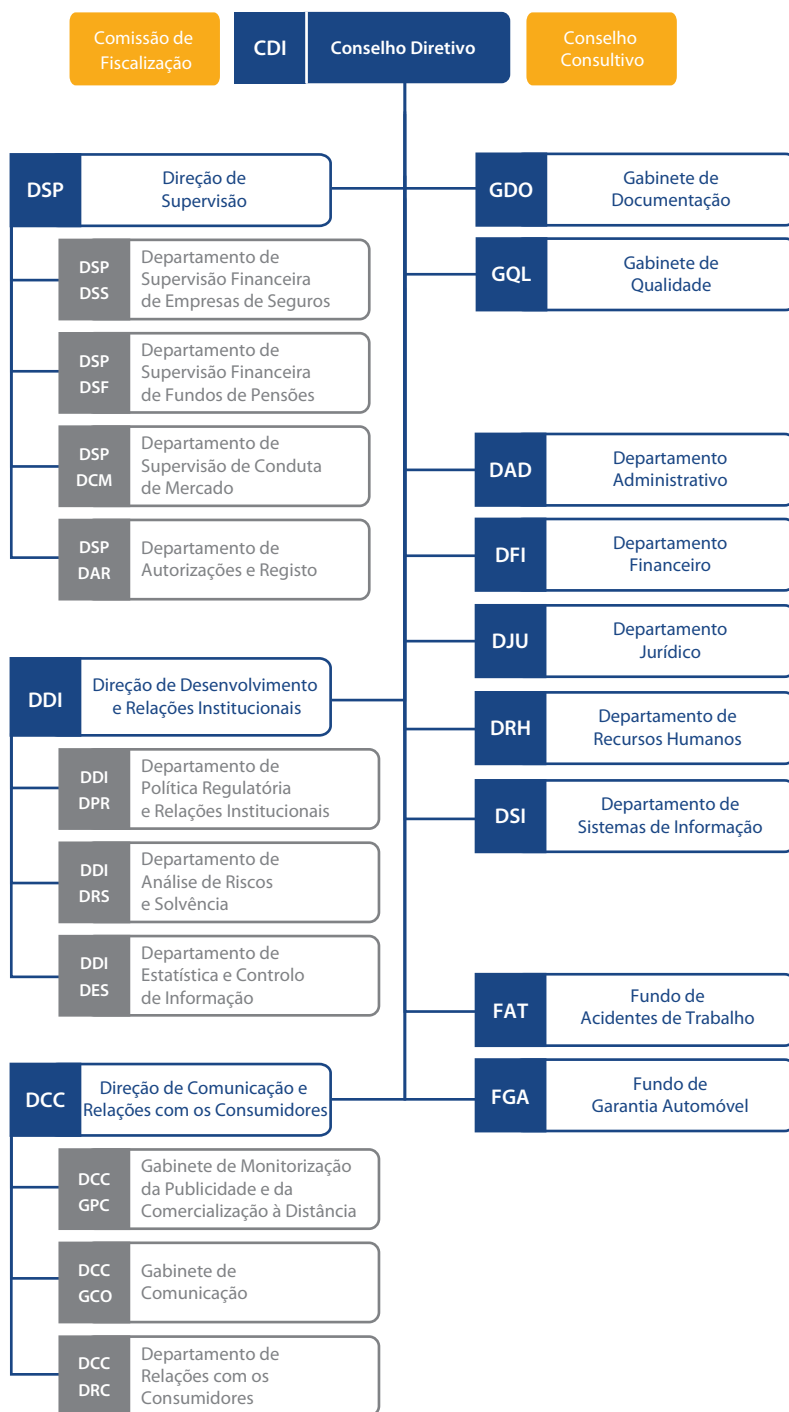 Comissão de
Fiscalização
CDI
Conselho Diretivo
Conselho
Consultivo
DSP
Direção de
Supervisão
DSP
DSS
Departamento de
Supervisão Financeira
de Empresas de Seguros
DSP
DSF
Departamento de
Supervisão Financeira
de Fundos de Pensões
DSP
DCM
Departamento de
Supervisão de Conduta
de Mercado
DSP
DAR
Departamento de
Autorizações e Registo
DDI
Direção de Desenvolvimento
e Relações Institucionais
DDI
DPR
Departamento de
Política Regulatória
e Relações Institucionais
DDI
DRS
Departamento de
Análise de Riscos
e Solvência
DDI
DES
Departamento de
Estatística e Controlo
de Informação
DCC
Direção de Comunicação e
Relações com os Consumidores
DCC
GPC
Gabinete de Monitorização
da Publicidade e da
Comercialização à Distância
DCC
GCO
Gabinete de
Comunicação
DCC
DRC
Departamento de
Relações com os
Consumidores
GDO
Gabinete de
Documentação
GQL
Gabinete de
Qualidade
DAD
Departamento
Administrativo
DFI
Departamento
Financeiro
DJU
Departamento
Jurídico
DRH
Departamento de
Recursos Humanos
DSI
Departamento de
Sistemas de Informação
FAT
Fundo de
Acidentes de Trabalho
FGA
Fundo de
Garantia Automóvel